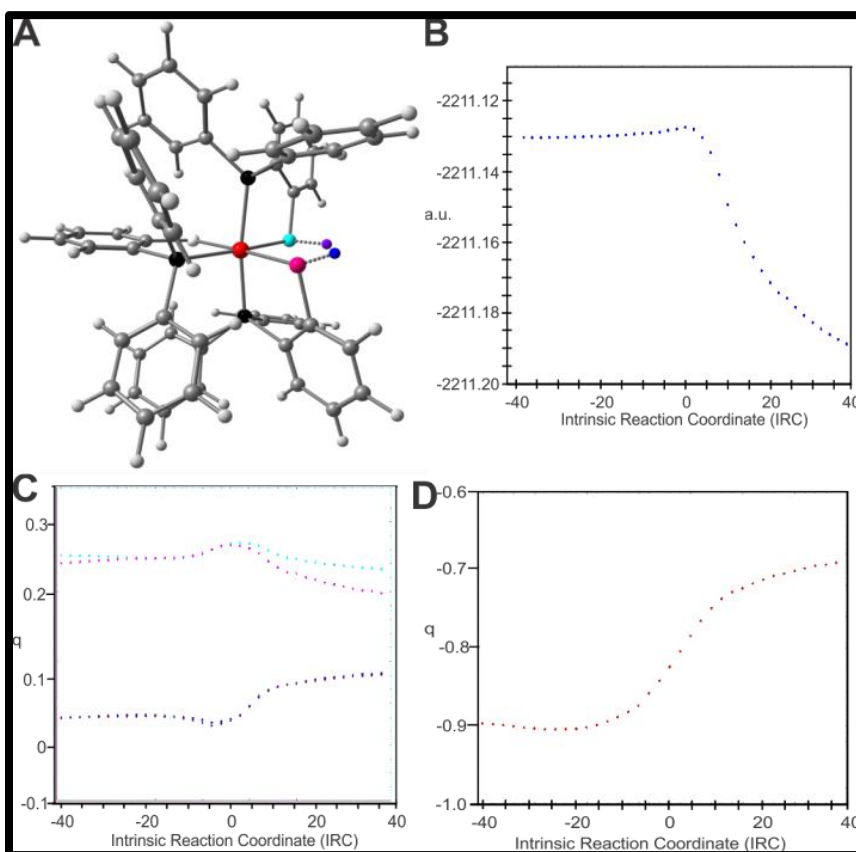 A
B
-2211.12
-2211.14
a.u.
-2211.16
-2211.18
-2211.20
-40 -20 0 20 40
Intrinsic Reaction Coordinate (IRC)
C
0.3
0.2
q
0.1
0
-0.1
-40 -20 0 20 40
Intrinsic Reaction Coordinate (IRC)
D
-0.6
-0.7
q
-0.8
-0.9
-1.0
-40 -20 0 20 40
Intrinsic Reaction Coordinate (IRC)